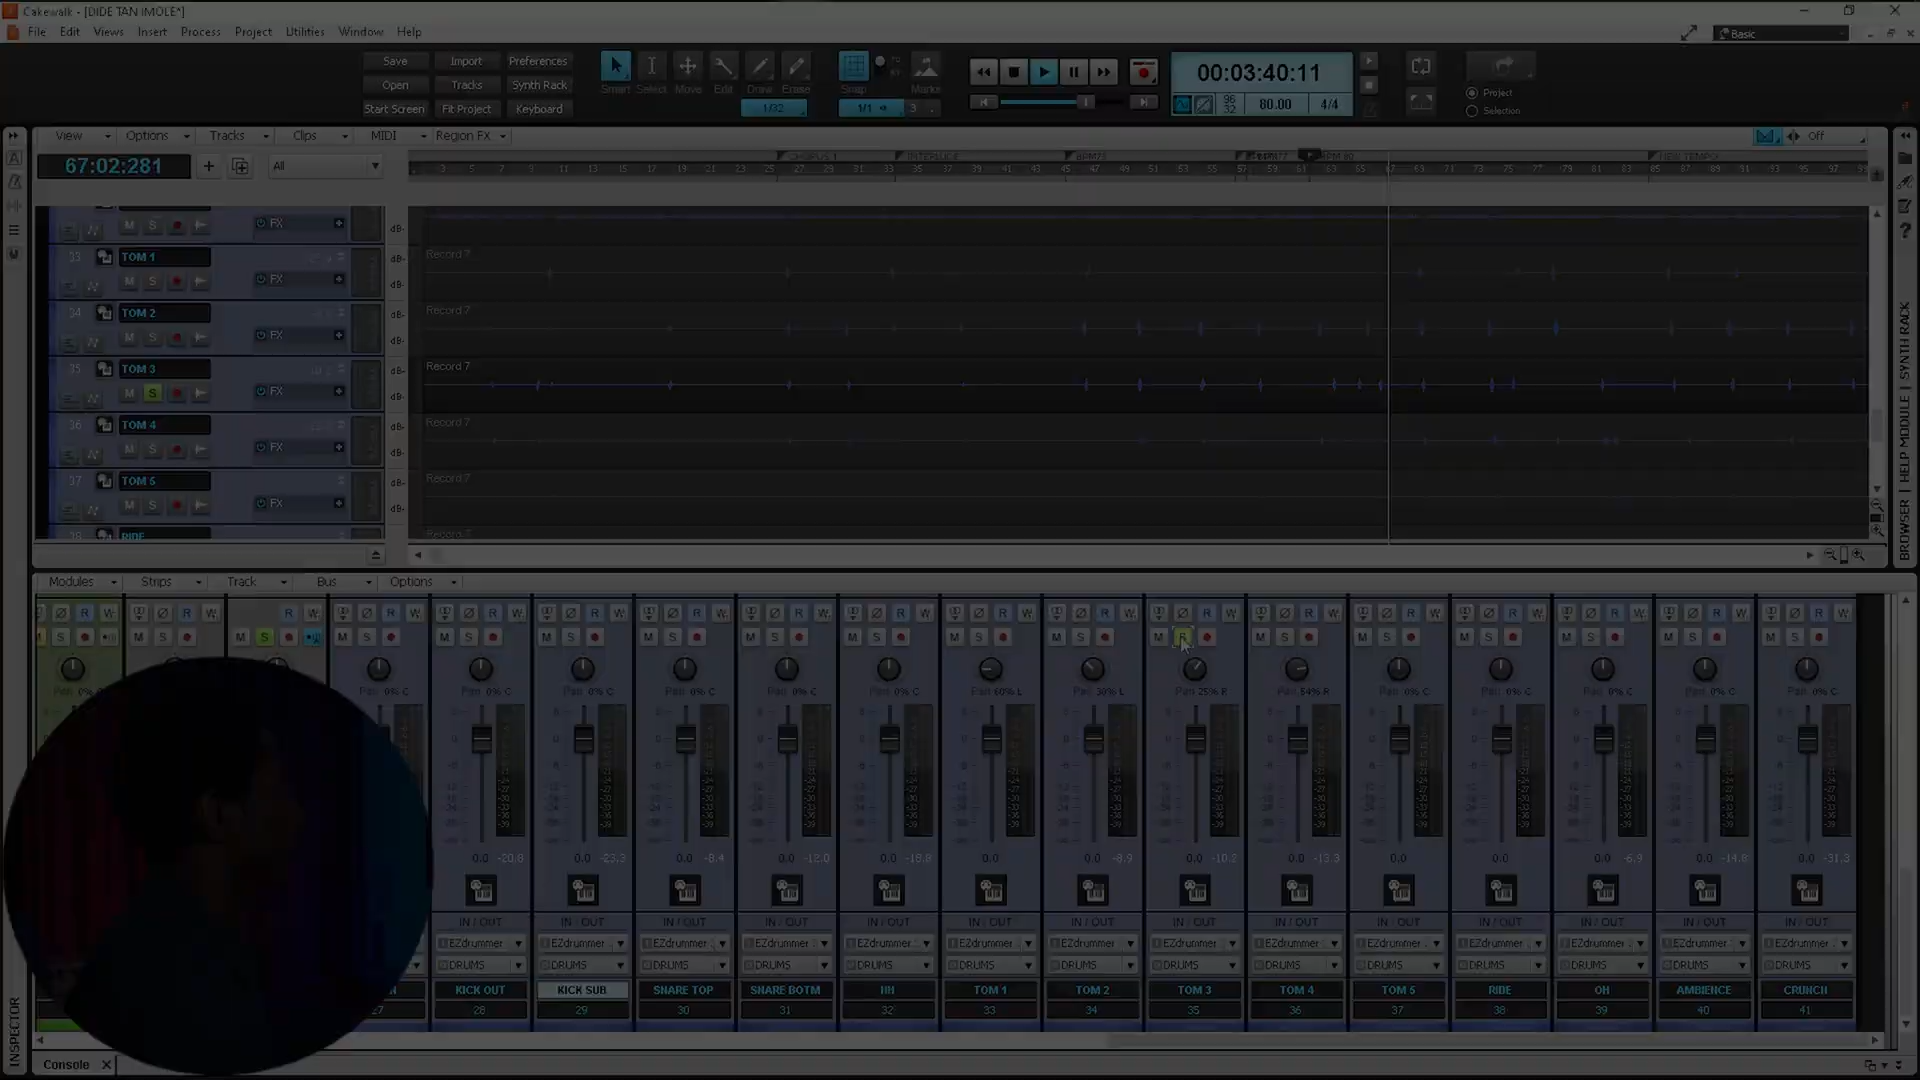 Cakewalk - [DIDE TAN IMOLE*]
File Edit Views Insert Process Project Utilities Window Help
Basic
Save Import Preferences
Open Tracks Synth Rack
Start Screen Fit Project Keyboard
Smart Select Move Edit Draw Erase Snap Marks
1/32 1/1 3
00:03:40:11
96 32 80.00 4/4
Project
Selection
View Options Tracks Clips MIDI Region FX Off
67:02:281 All
CHORUS 1 INTERLUDE BPM75 NEW TEMPO
3 5 7 9 11 13 15 17 19 21 23 25 27 29 31 33 35 37 39 41 43 45 47 49 51 53 55 57 59 61 63 65 67 69 71 73 75 77 79 81 83 85 87 89 91 93 95 97
M S FX dB-
33 TOM 1 Record 7
M S FX dB-
34 TOM 2 Record 7
M S FX dB-
35 TOM 3 Record 7
M S FX dB-
36 TOM 4 Record 7
M S FX dB-
37 TOM 5 Record 7
M S FX dB-
RIDE Record 7
BROWSER | HELP MODULE | SYNTH RACK
Modules Strips Track Bus Options
Pan 0% C Pan 0% C Pan 0% C Pan 0% C Pan 0% C Pan 0% C Pan 60% L Pan 30% L Pan 25% R Pan 54% R Pan 0% C Pan 0% C Pan 0% C Pan 0% C Pan 0% C
0.0 -20.8 0.0 -23.3 0.0 -8.4 0.0 -12.0 0.0 -18.8 0.0 0.0 -8.9 0.0 -10.2 0.0 -13.3 0.0 0.0 0.0 -6.9 0.0 -14.8 0.0 -31.3
IN / OUT IN / OUT IN / OUT IN / OUT IN / OUT IN / OUT IN / OUT IN / OUT IN / OUT IN / OUT IN / OUT IN / OUT IN / OUT IN / OUT
EZdrummer EZdrummer EZdrummer EZdrummer EZdrummer EZdrummer EZdrummer EZdrummer EZdrummer EZdrummer EZdrummer EZdrummer EZdrummer EZdrummer
DRUMS DRUMS DRUMS DRUMS DRUMS DRUMS DRUMS DRUMS DRUMS DRUMS DRUMS DRUMS DRUMS DRUMS
KICK OUT KICK SUB SNARE TOP SNARE BOTM HH TOM 1 TOM 2 TOM 3 TOM 4 TOM 5 RIDE OH AMBIENCE CRUNCH
27 28 29 30 31 32 33 34 35 36 37 38 39 40 41
INSPECTOR
Console